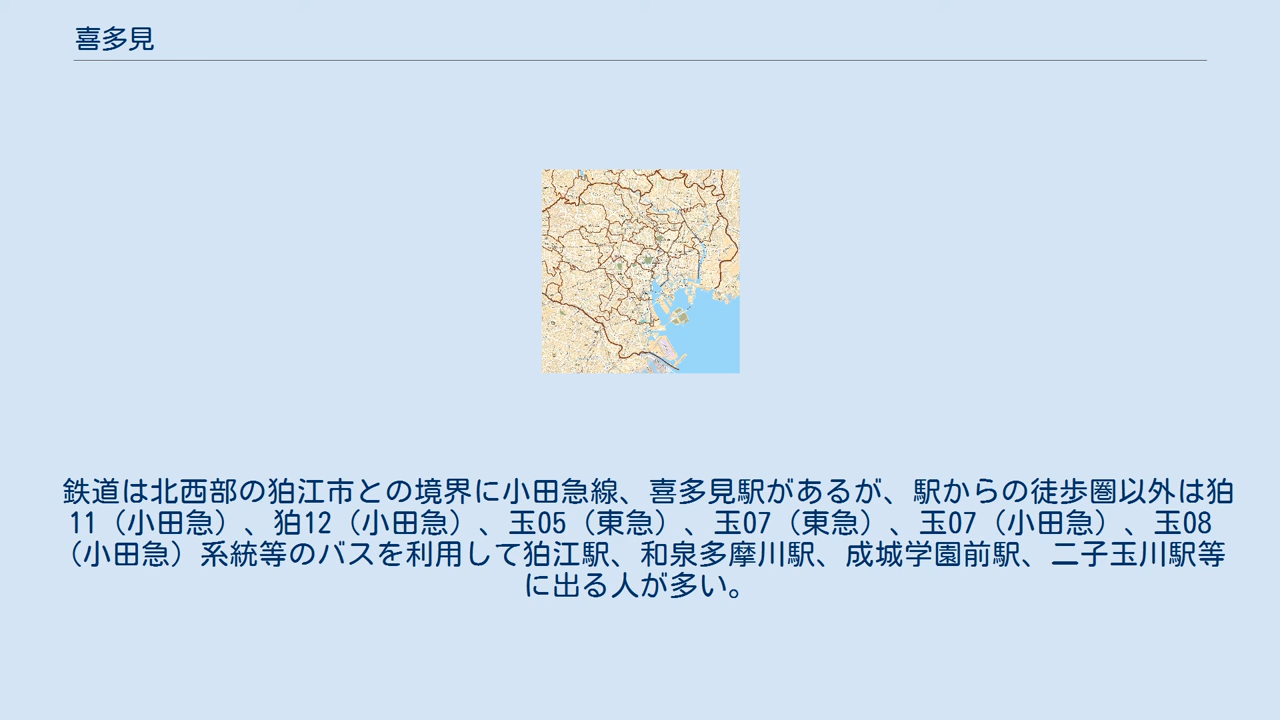 喜多見
鉄道は北西部の狛江市との境界に小田急線、喜多見駅があるが、駅からの徒歩圏以外は狛
11（小田急）、狛12（小田急）、玉05（東急）、玉07（東急）、玉07（小田急）、玉08
（小田急）系統等のバスを利用して狛江駅、和泉多摩川駅、成城学園前駅、二子玉川駅等
に出る人が多い。